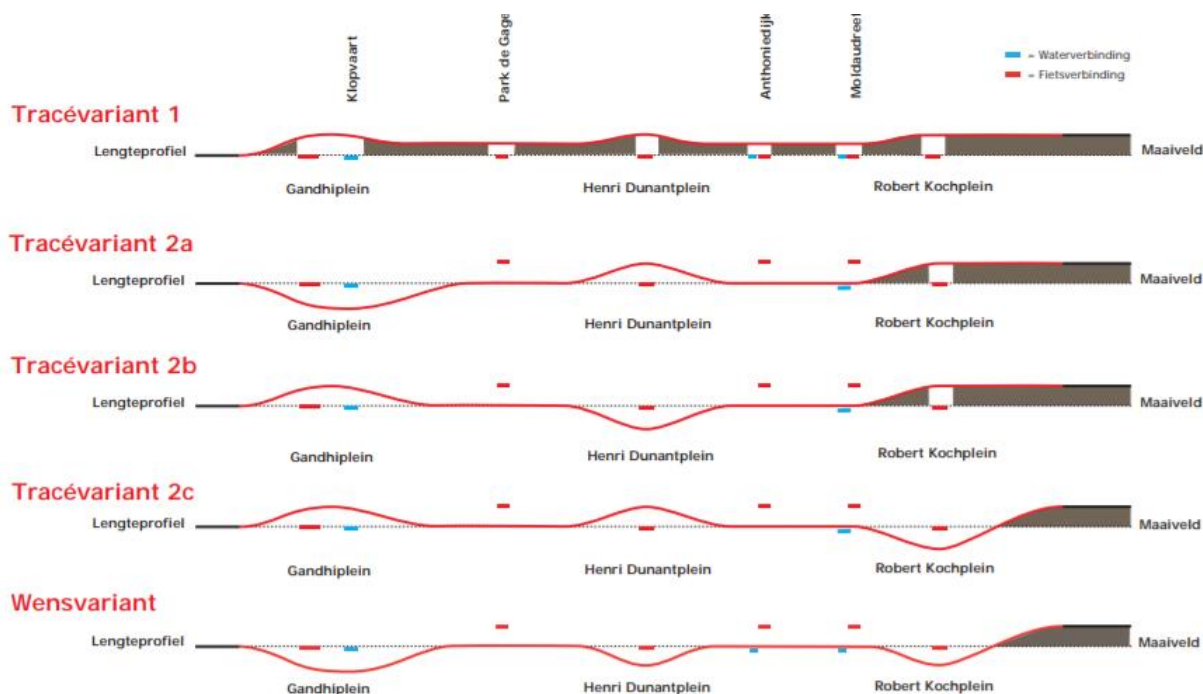 Klopvaart
Park de Gage
Anthoniedijk
Moldaudreef
= Waterverbinding
= Fietsverbinding
Tracévariant 1
Lengteprofiel
Maaiveld
Gandhiplein
Henri Dunantplein
Robert Kochplein
Tracévariant 2a
Lengteprofiel
Maaiveld
Gandhiplein
Henri Dunantplein
Robert Kochplein
Tracévariant 2b
Lengteprofiel
Maaiveld
Gandhiplein
Henri Dunantplein
Robert Kochplein
Tracévariant 2c
Lengteprofiel
Maaiveld
Gandhiplein
Henri Dunantplein
Robert Kochplein
Wensvariant
Lengteprofiel
Maaiveld
Gandhiplein
Henri Dunantplein
Robert Kochplein